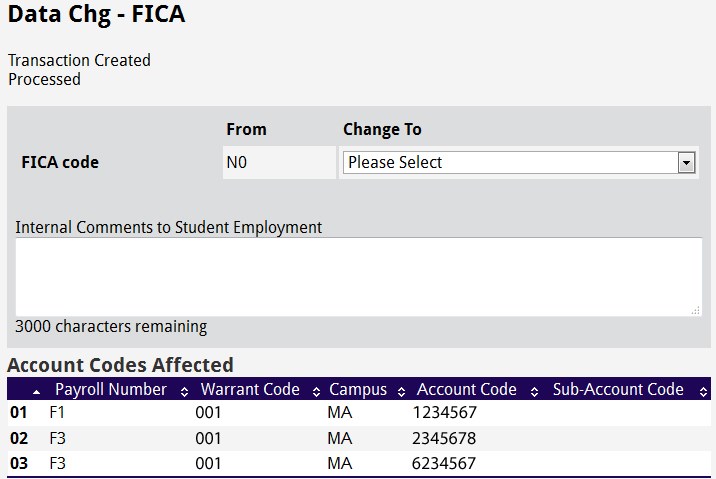 Data Chg - FICA
Transaction Created
Processed
From Change To
FICA code N0 Please Select
Internal Comments to Student Employment
3000 characters remaining
Account Codes Affected
Payroll Number Warrant Code Campus Account Code Sub-Account Code
01 F1 001 MA 1234567
02 F3 001 MA 2345678
03 F3 001 MA 6234567